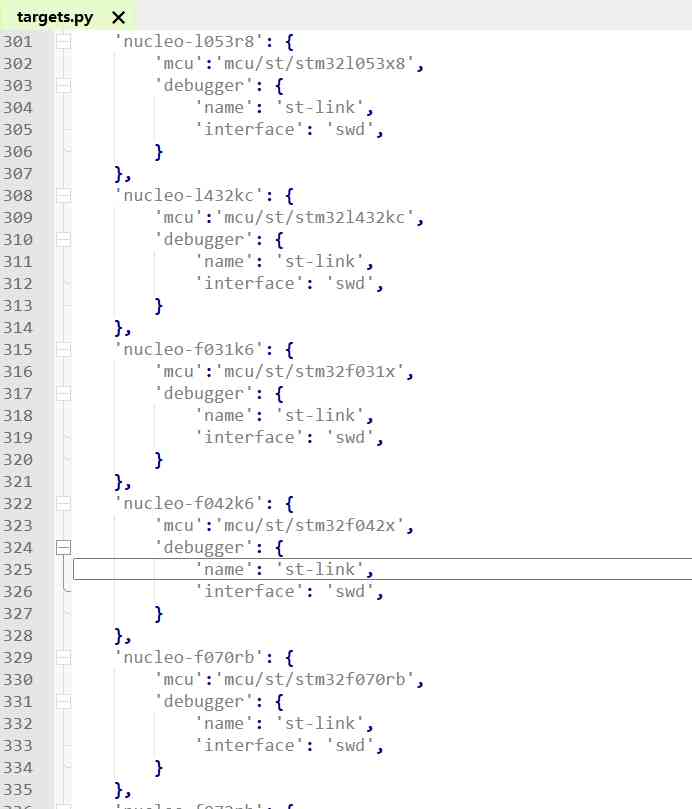 targets.py
301 'nucleo-l053r8': {
302 'mcu':'mcu/st/stm32l053x8',
303 'debugger': {
304 'name': 'st-link',
305 'interface': 'swd',
306 }
307 },
308 'nucleo-l432kc': {
309 'mcu':'mcu/st/stm32l432kc',
310 'debugger': {
311 'name': 'st-link',
312 'interface': 'swd',
313 }
314 },
315 'nucleo-f031k6': {
316 'mcu':'mcu/st/stm32f031x',
317 'debugger': {
318 'name': 'st-link',
319 'interface': 'swd',
320 }
321 },
322 'nucleo-f042k6': {
323 'mcu':'mcu/st/stm32f042x',
324 'debugger': {
325 'name': 'st-link',
326 'interface': 'swd',
327 }
328 },
329 'nucleo-f070rb': {
330 'mcu':'mcu/st/stm32f070rb',
331 'debugger': {
332 'name': 'st-link',
333 'interface': 'swd',
334 }
335 },